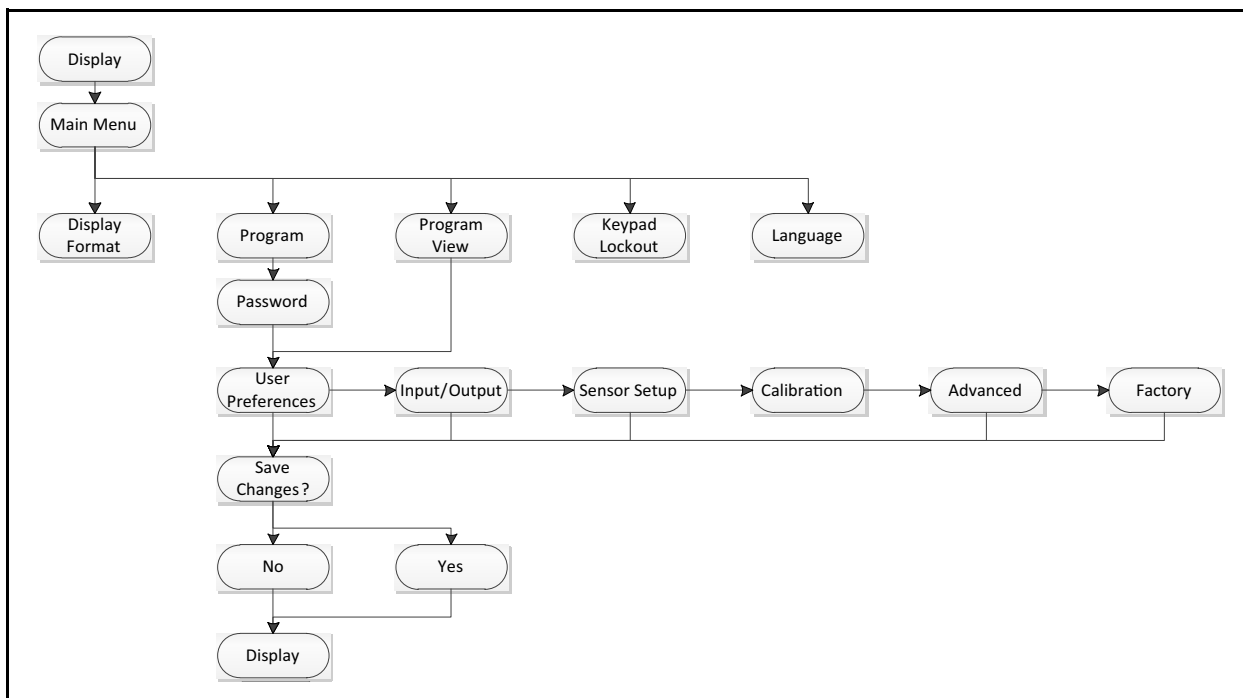 Display
Main Menu
Display
Format
Program
Program
View
Keypad
Lockout
Language
Password
User
Preferences
Input/Output
Sensor Setup
Calibration
Advanced
Factory
Save
Changes?
No
Yes
Display